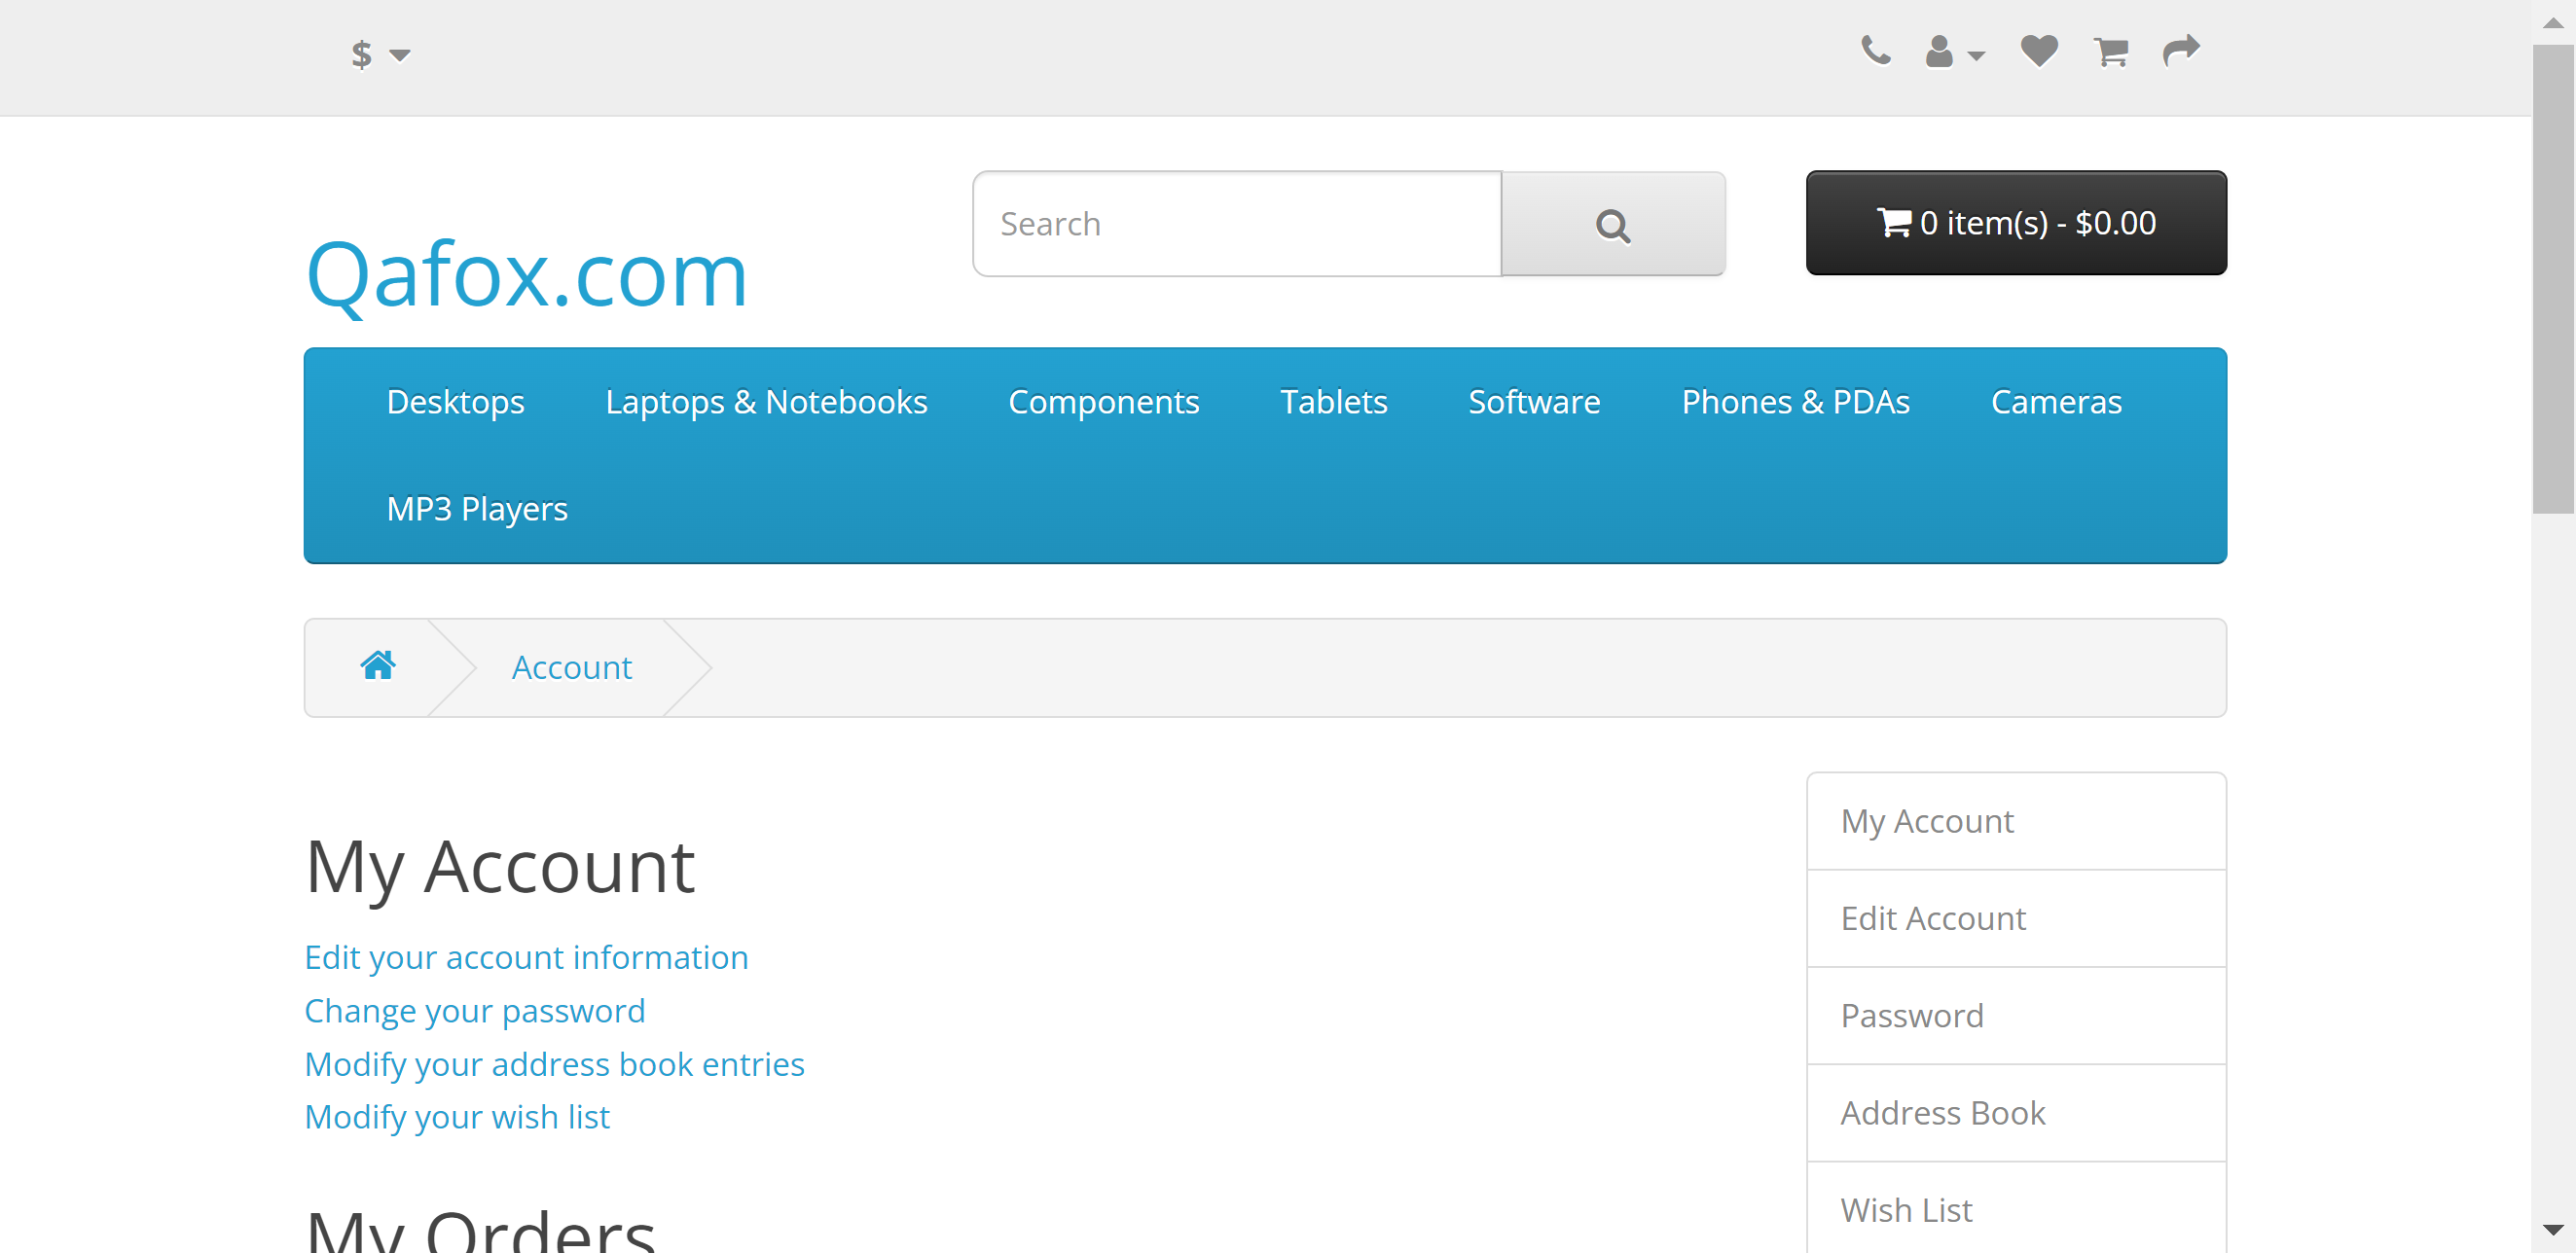 $
Search
0 item(s) - $0.00
Qafox.com
Desktops Laptops & Notebooks Components Tablets Software Phones & PDAs Cameras
MP3 Players
Account
My Account
Edit your account information
Change your password
Modify your address book entries
Modify your wish list
My Orders
My Account
Edit Account
Password
Address Book
Wish List